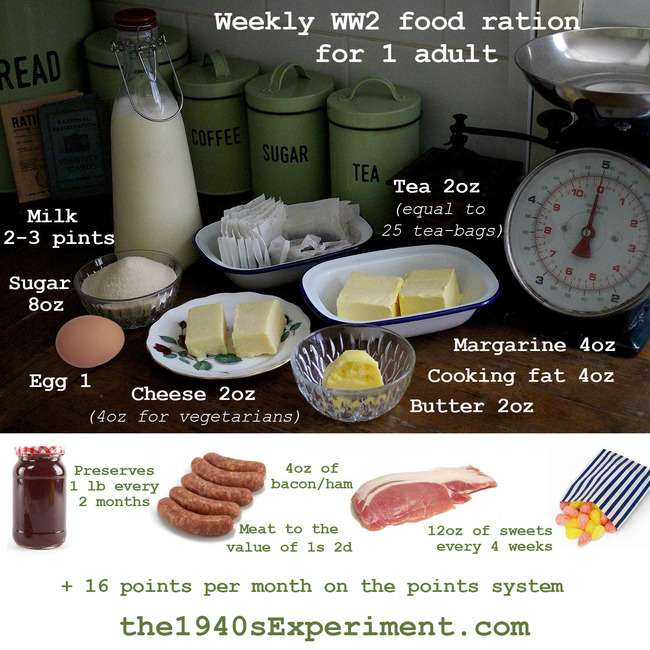 Weekly WW2 food ration
for 1 adult
READ
COFFEE
SUGAR
TEA
Tea 2oz
(equal to
25 tea-bags)
Milk
2-3 pints
Sugar
8oz
Egg 1
Cheese 2oz
(4oz for vegetarians)
Margarine 4oz
Cooking fat 4oz
Butter 2oz
Preserves
1 lb every
2 months
4oz of
bacon/ham
Meat to the
value of 1s 2d
12oz of sweets
every 4 weeks
+ 16 points per month on the points system
the1940sExperiment.com